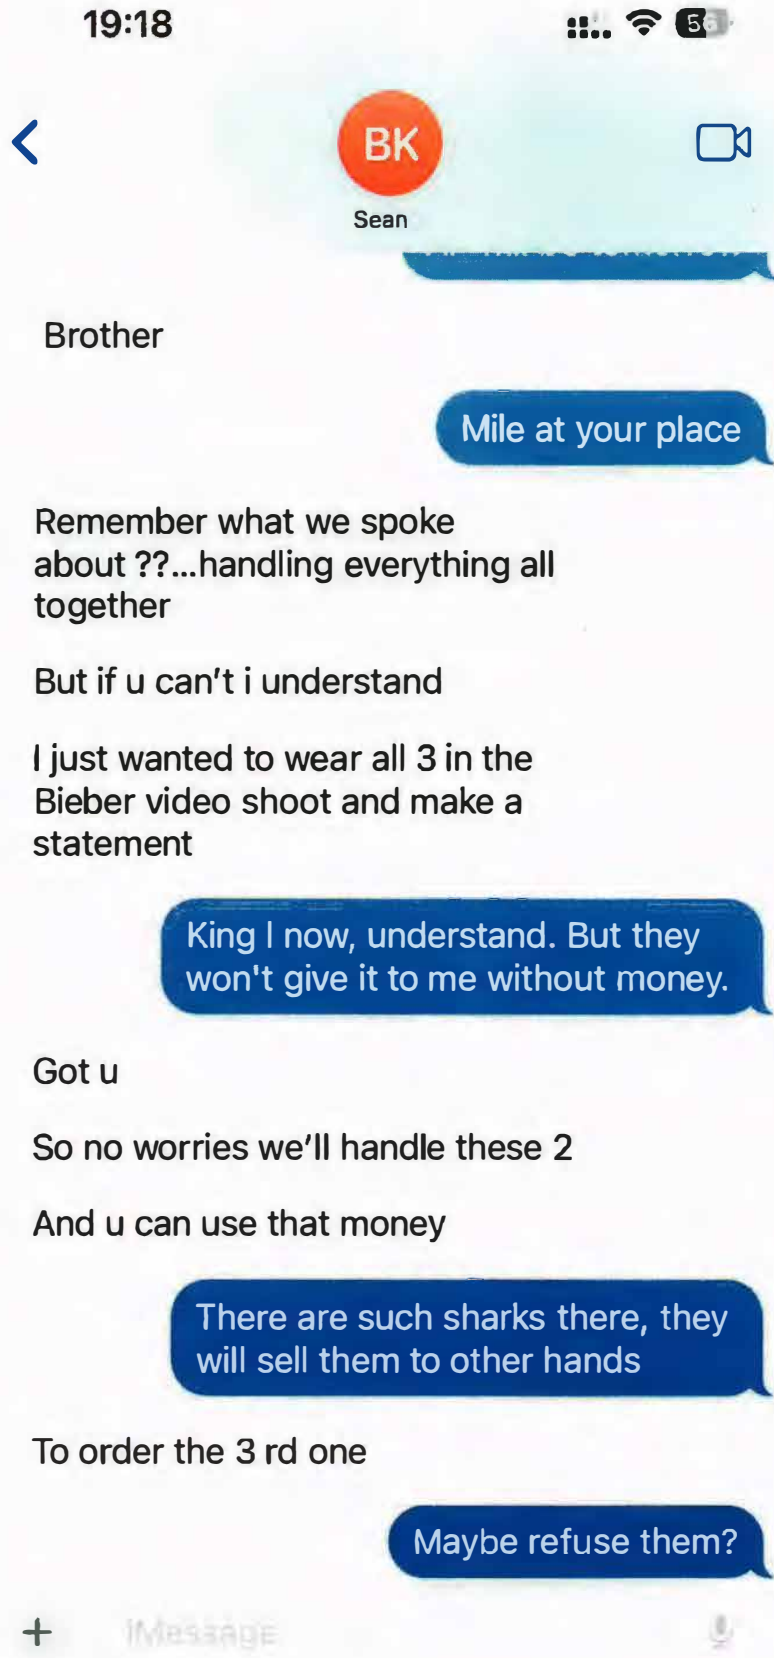 19:18
56
BK
Sean
Brother
Mile at your place
Remember what we spoke
about ??...handling everything all
together
But if u can't i understand
I just wanted to wear all 3 in the
Bieber video shoot and make a
statement
King I now, understand. But they
won't give it to me without money.
Got u
So no worries we'll handle these 2
And u can use that money
There are such sharks there, they
will sell them to other hands
To order the 3 rd one
Maybe refuse them?
iMessage